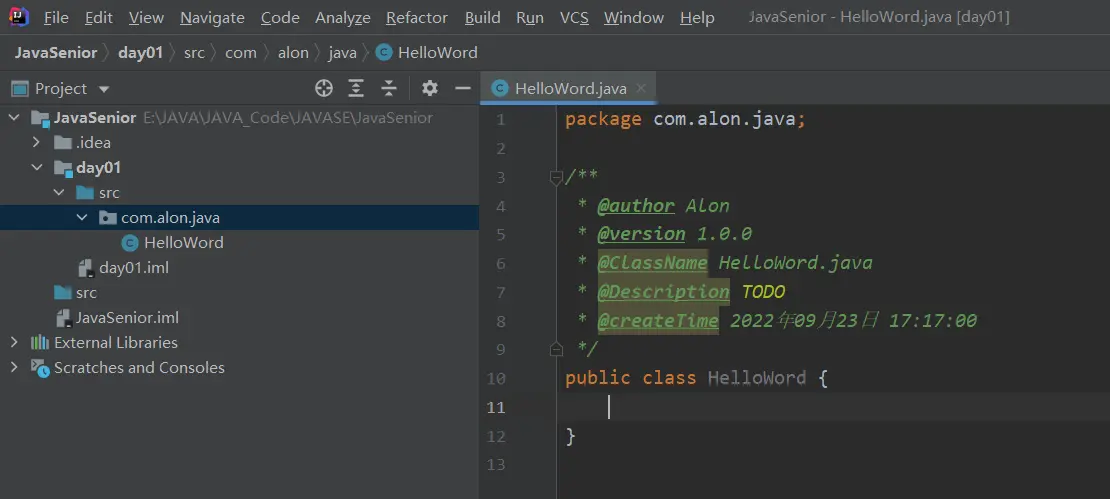 File Edit View Navigate Code Analyze Refactor Build Run VCS Window Help JavaSenior - HelloWord.java [day01]
JavaSenior day01 src com alon java HelloWord
Project
JavaSenior E:\JAVA\JAVA_Code\JAVASE\JavaSenior
.idea
day01
src
com.alon.java
HelloWord
day01.iml
src
JavaSenior.iml
External Libraries
Scratches and Consoles
HelloWord.java
1 package com.alon.java;
2
3 /**
4 * @author Alon
5 * @version 1.0.0
6 * @ClassName HelloWord.java
7 * @Description TODO
8 * @createTime 2022年09月23日 17:17:00
9 */
10 public class HelloWord {
11
12 }
13